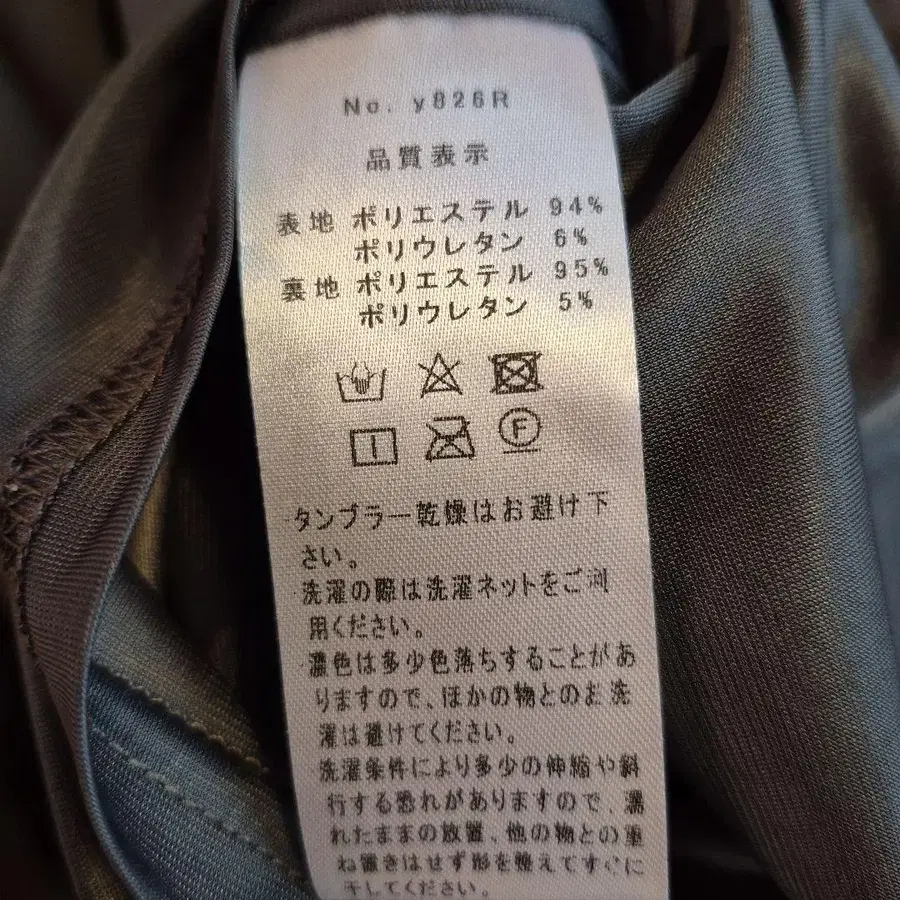 No. y826R
品質表示
表地 ポリエステル 94%
ポリウレタン 6%
裏地 ポリエステル 95%
ポリウレタン 5%
F
・タンブラー乾燥はお避け下
さい。
洗濯の際は洗濯ネットをご利
用ください。
濃色は多少色落ちすることがあ
りますので、ほかの物とのお洗
濯は避けてください。
洗濯条件により多少の伸縮や斜
行する恐れがありますので、濡
れたままの放置、他の物との重
ね置きはせず形を整えてすぐに
干してください。